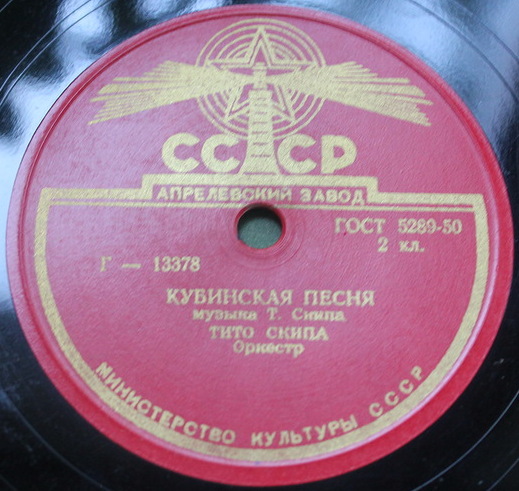 СССР
АПРЕЛЕВСКИЙ ЗАВОД
ГОСТ 5289-50
2 кл.
Г — 13378
КУБИНСКАЯ ПЕСНЯ
музыка Т. Скипа
ТИТО СКИПА
Оркестр
МИНИСТЕРСТВО КУЛЬТУРЫ СССР